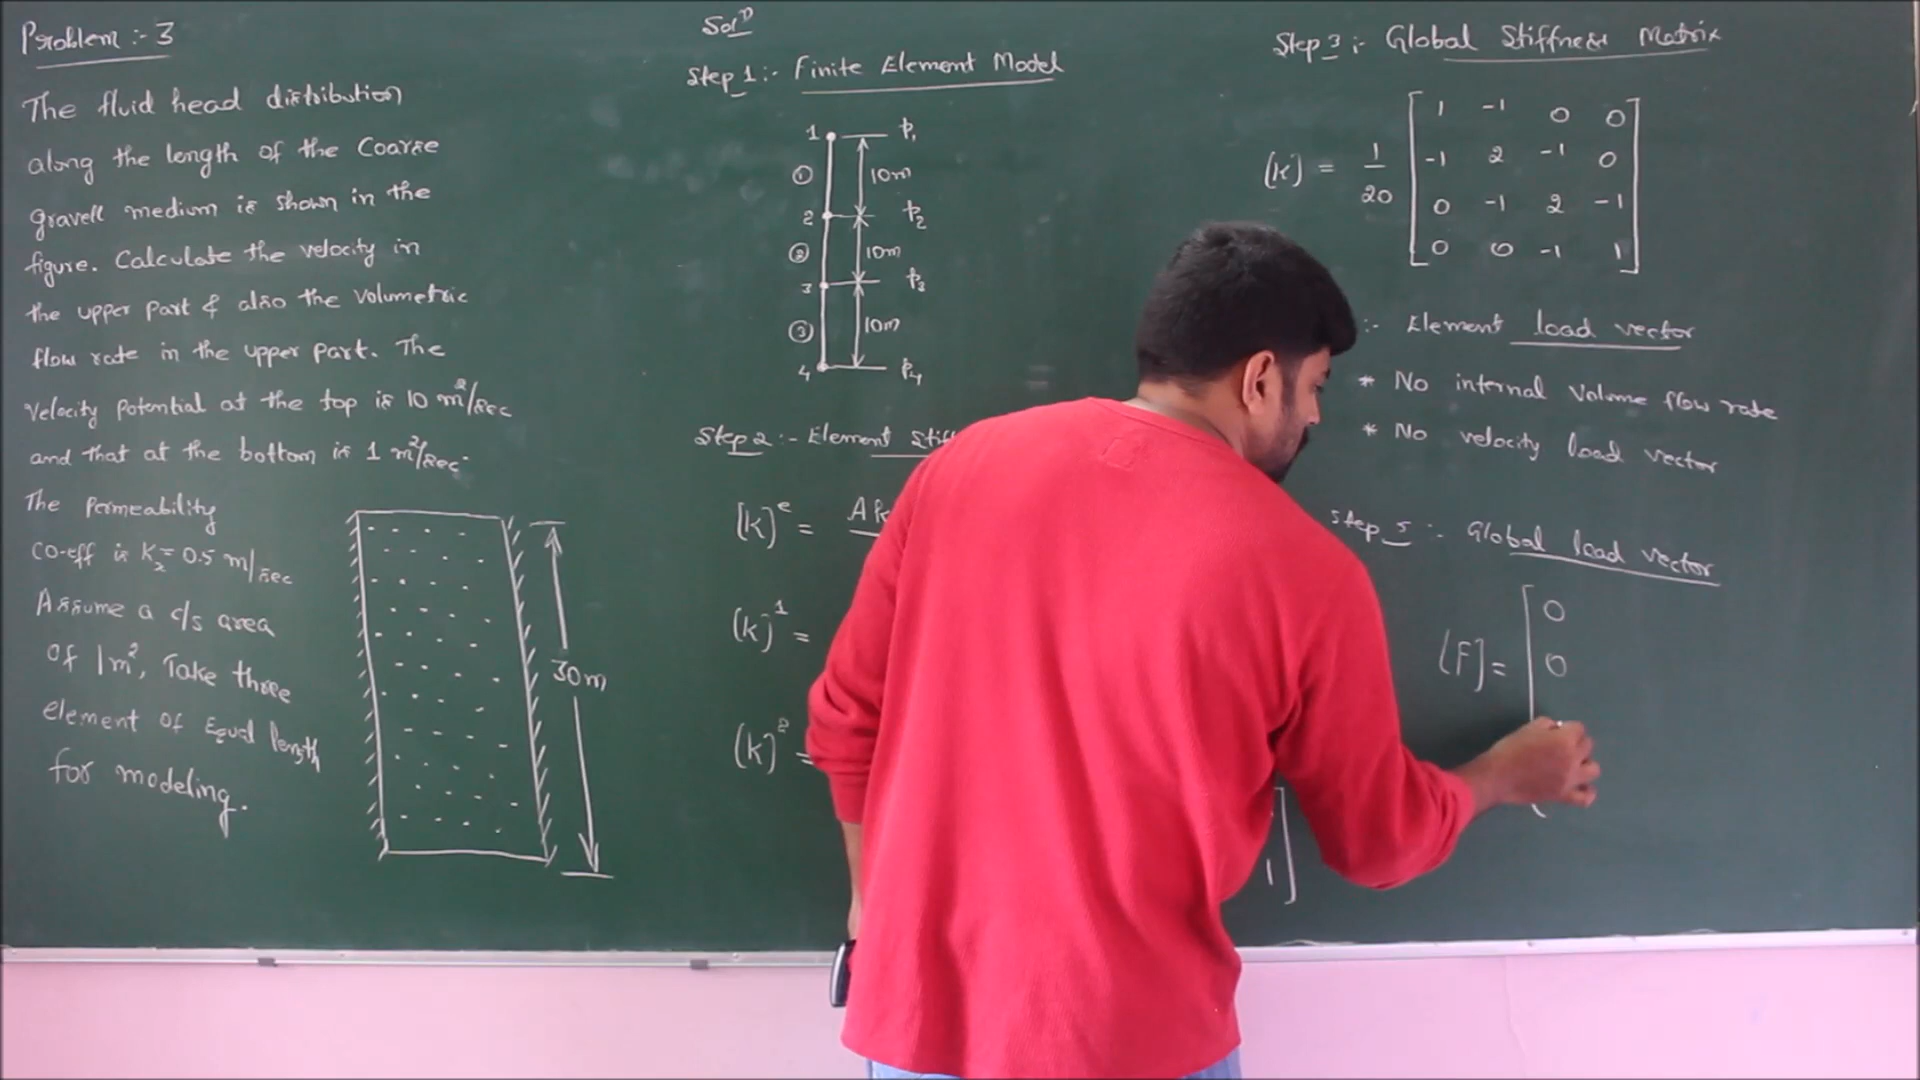 Problem :- 3
The fluid head distribution
along the length of the Coarse
gravell medium is shown in the
figure. Calculate the velocity in
the upper part & also the volumetric
flow rate in the upper part. The
velocity potential at the top is 10 m²/sec
and that at the bottom is 1 m²/sec.
The Permeability
CO-eff is Kx = 0.5 m/sec
Assume a c/s area
of 1m², Take three
element of Equal length
for modeling.
30m
Solⁿ
Step 1 :- Finite Element Model
1 P1
① 10m
2 P2
② 10m
3 P3
③ 10m
4 P4
Step 2 :- Element
[K]ᵉ =
[K]¹ =
[K]² =
1
Step 3 :- Global Stiffness Matrix
[K] = 1/20
1 -1 0 0
-1 2 -1 0
0 -1 2 -1
0 0 -1 1
:- Element load vector
* No internal Volume flow rate
* No velocity load vector
Step 5 :- Global load vector
[F] =
0
0